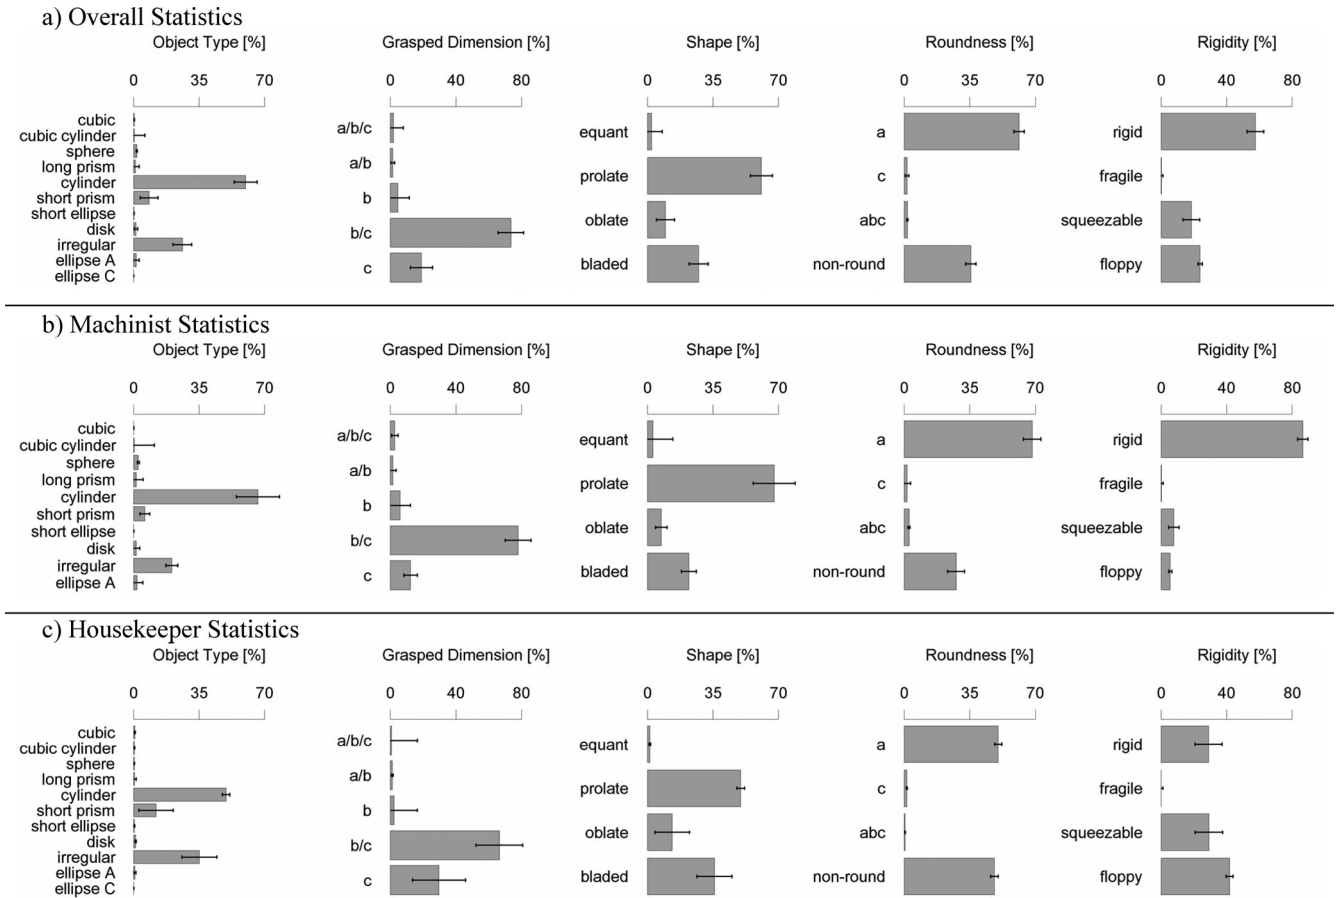 a) Overall Statistics
Object Type [%]
0 35 70
cubic
cubic cylinder
sphere
long prism
cylinder
short prism
short ellipse
disk
irregular
ellipse A
ellipse C
Grasped Dimension [%]
0 40 80
a/b/c
a/b
b
b/c
c
Shape [%]
0 35 70
equant
prolate
oblate
bladed
Roundness [%]
0 35 70
a
c
abc
non-round
Rigidity [%]
0 40 80
rigid
fragile
squeezable
floppy
b) Machinist Statistics
Object Type [%]
0 35 70
cubic
cubic cylinder
sphere
long prism
cylinder
short prism
short ellipse
disk
irregular
ellipse A
Grasped Dimension [%]
0 40 80
a/b/c
a/b
b
b/c
c
Shape [%]
0 35 70
equant
prolate
oblate
bladed
Roundness [%]
0 35 70
a
c
abc
non-round
Rigidity [%]
0 40 80
rigid
fragile
squeezable
floppy
c) Housekeeper Statistics
Object Type [%]
0 35 70
cubic
cubic cylinder
sphere
long prism
cylinder
short prism
short ellipse
disk
irregular
ellipse A
ellipse C
Grasped Dimension [%]
0 40 80
a/b/c
a/b
b
b/c
c
Shape [%]
0 35 70
equant
prolate
oblate
bladed
Roundness [%]
0 35 70
a
c
abc
non-round
Rigidity [%]
0 40 80
rigid
fragile
squeezable
floppy